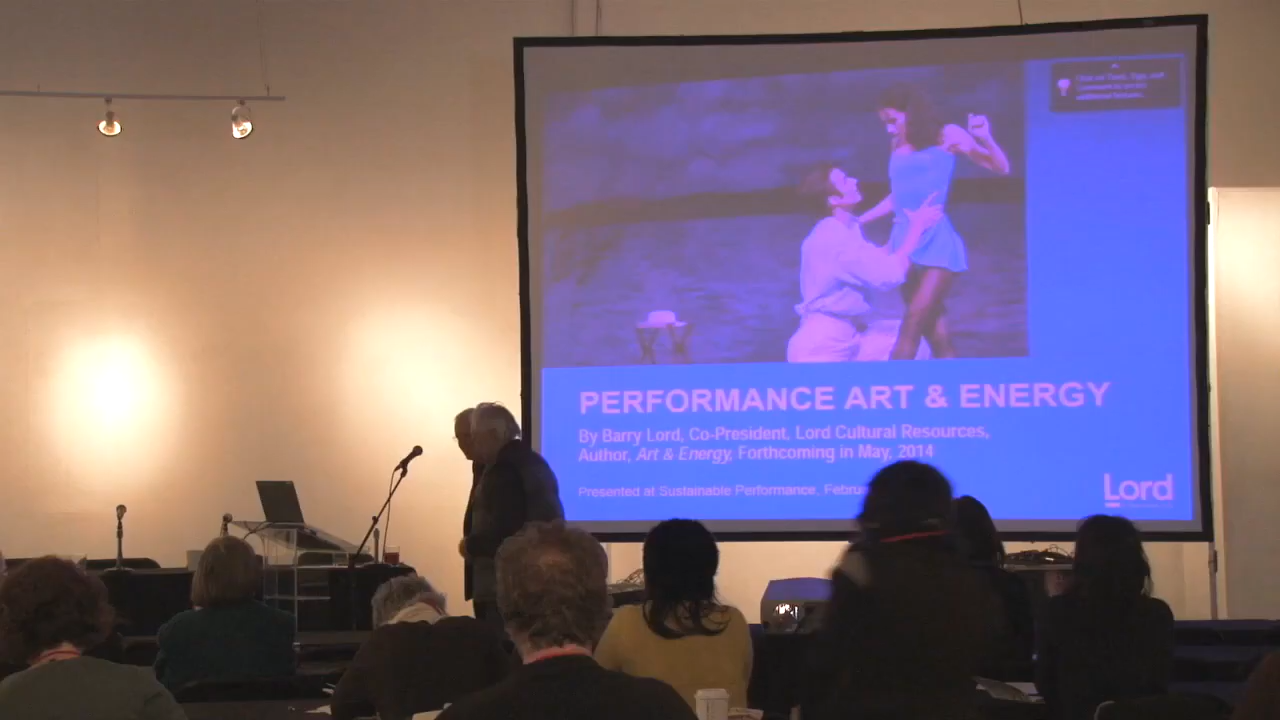 PERFORMANCE ART & ENERGY
By Barry Lord, Co-President, Lord Cultural Resources,
Author, Art & Energy, Forthcoming in May, 2014
Presented at Sustainable Performance,
Lord